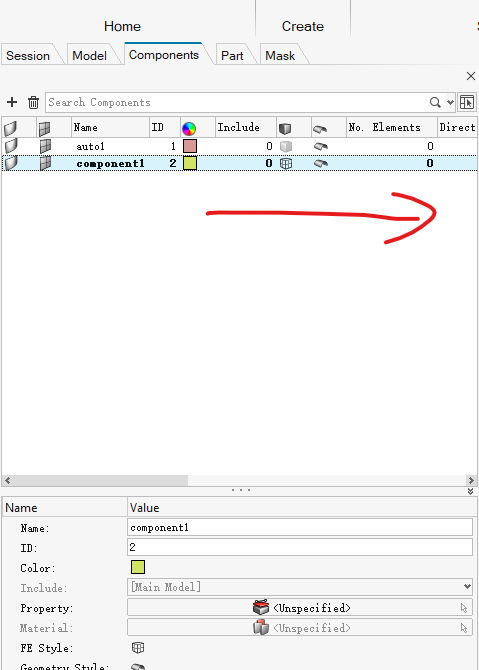 Home Create
Session Model Components Part Mask
Search Components
Name ID Include No. Elements Direct
auto1 1 0 0
component1 2 0 0
Name Value
Name: component1
ID: 2
Color:
Include: [Main Model]
Property: <Unspecified>
Material: <Unspecified>
FE Style:
Geometry Style: